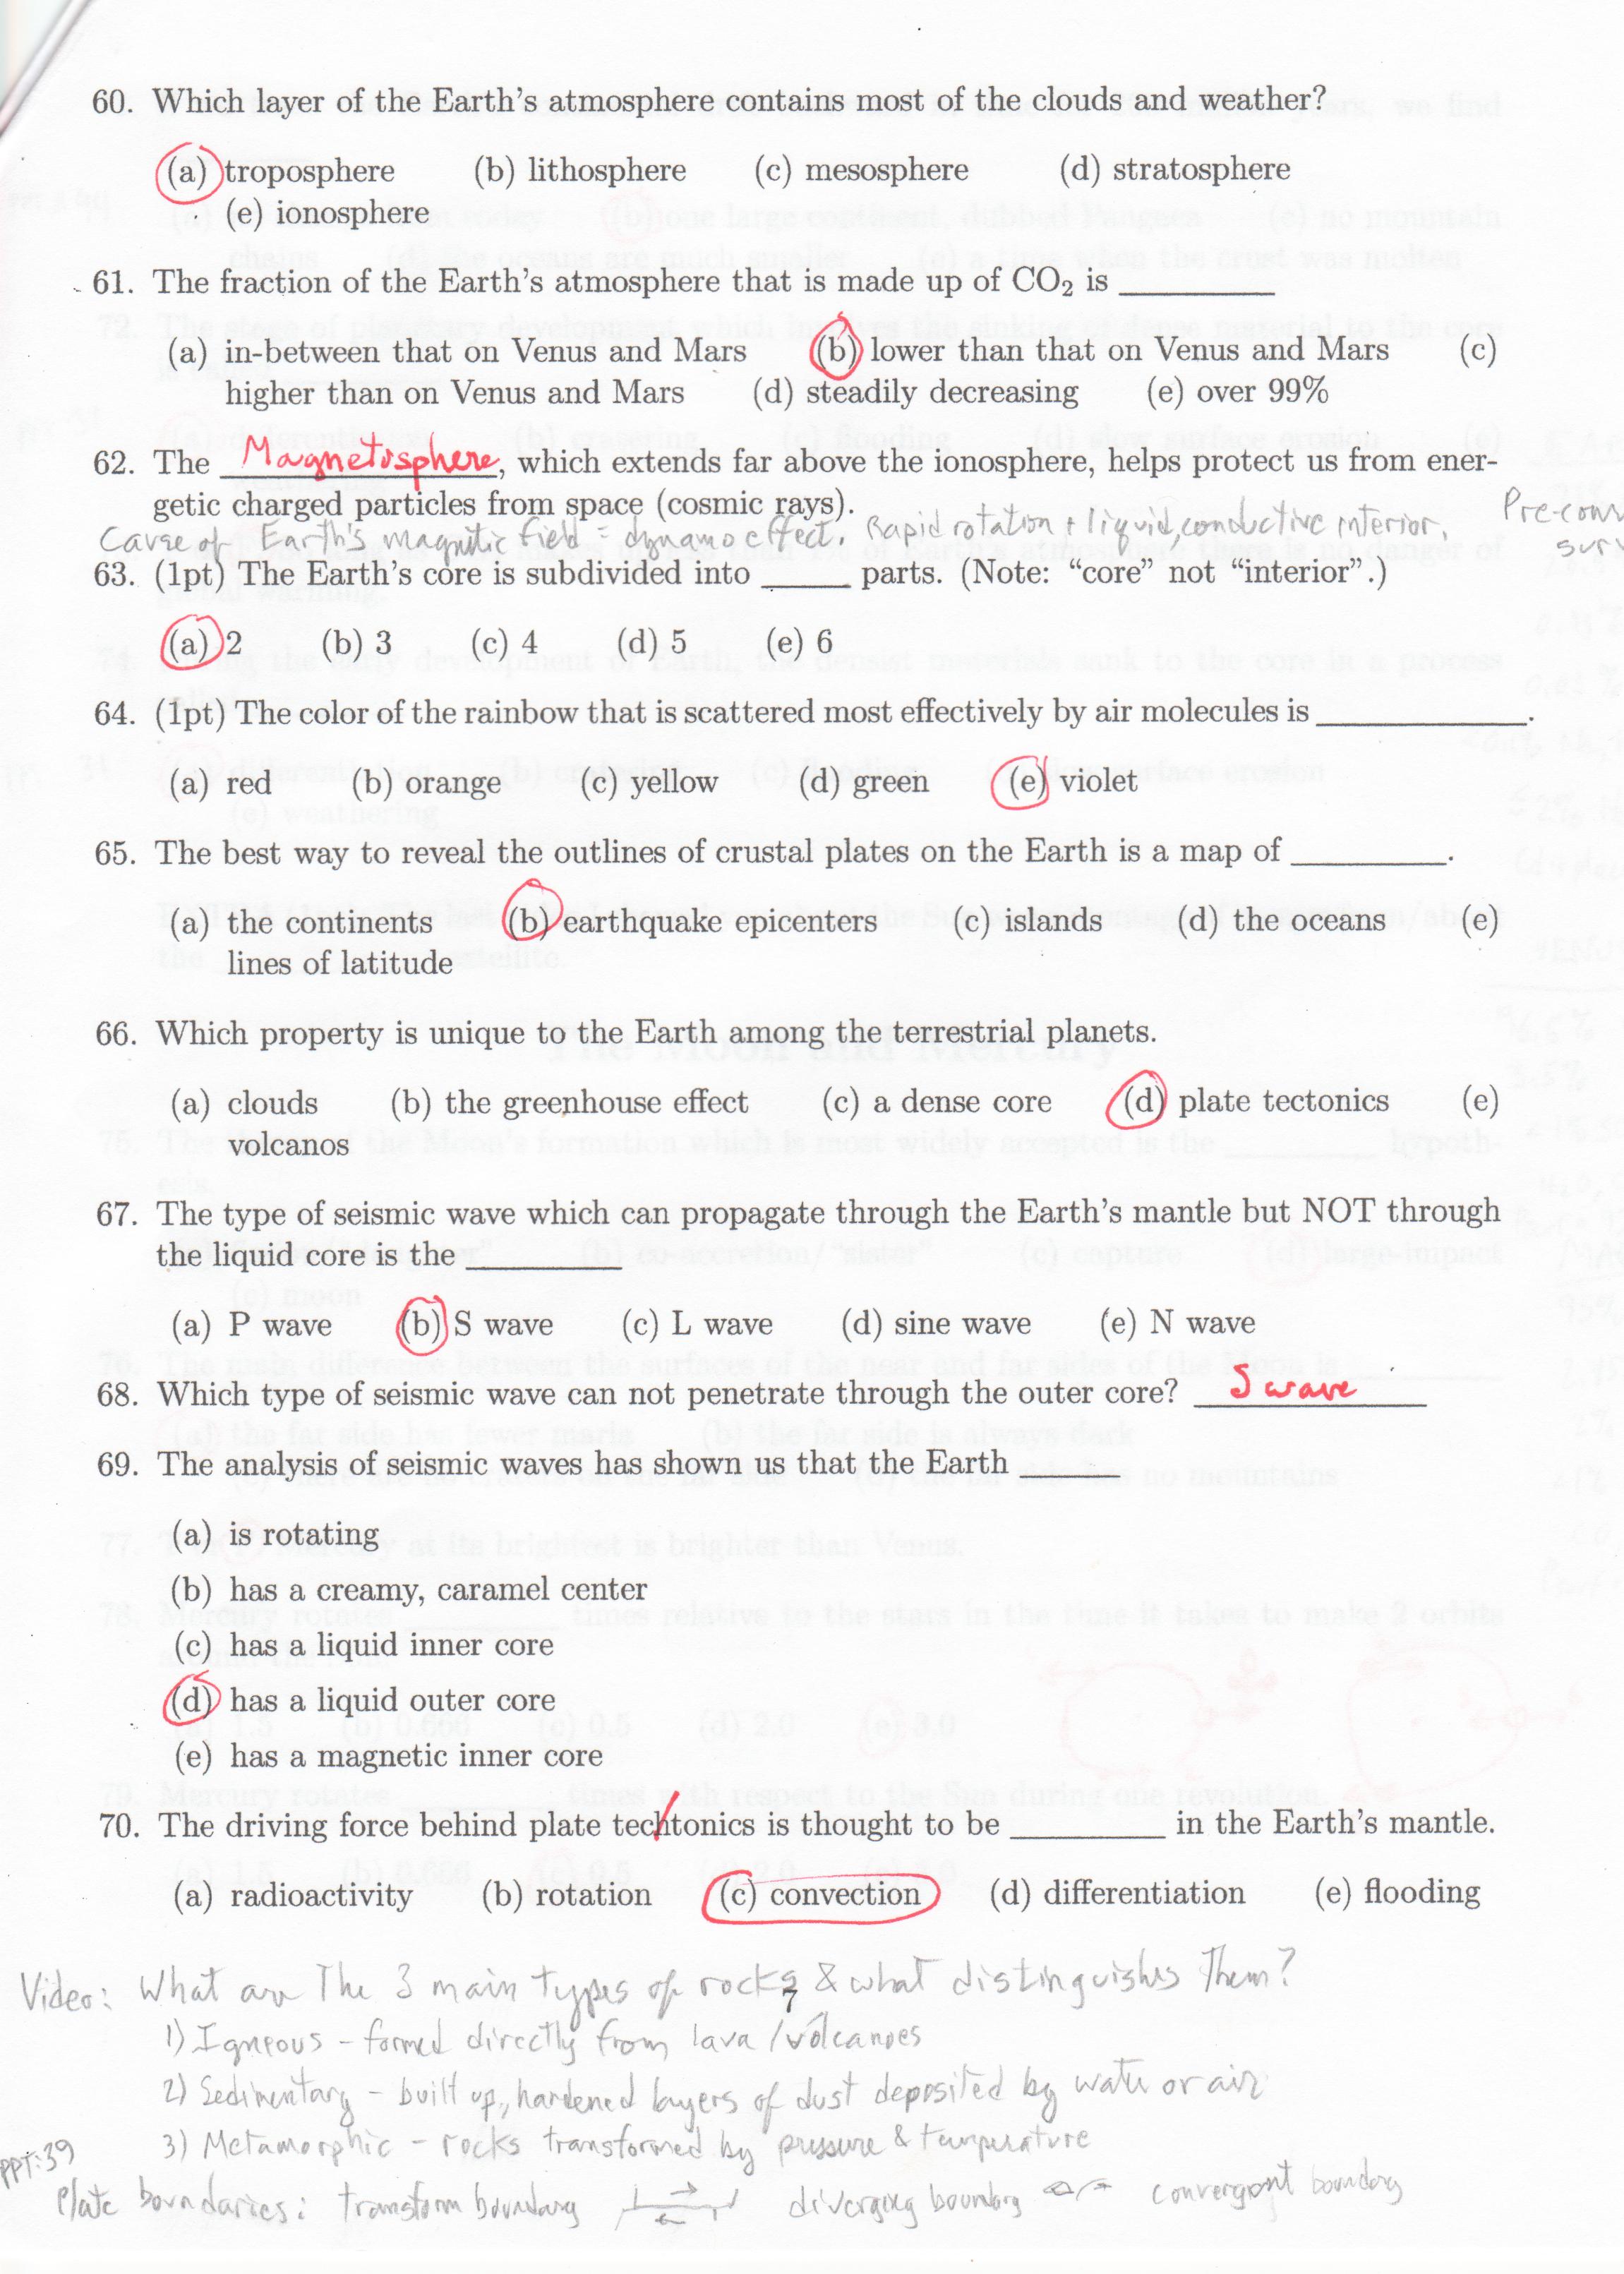 60. Which layer of the Earth's atmosphere contains most of the clouds and weather?
(a) troposphere (b) lithosphere (c) mesosphere (d) stratosphere
(e) ionosphere
61. The fraction of the Earth's atmosphere that is made up of CO₂ is ________
(a) in-between that on Venus and Mars (b) lower than that on Venus and Mars (c)
higher than on Venus and Mars (d) steadily decreasing (e) over 99%
62. The Magnetosphere, which extends far above the ionosphere, helps protect us from ener-
getic charged particles from space (cosmic rays).
Cause of Earth's magnetic field = dynamo effect. Rapid rotation + liquid, conductive interior.
63. (1pt) The Earth's core is subdivided into _____ parts. (Note: "core" not "interior".)
(a) 2 (b) 3 (c) 4 (d) 5 (e) 6
64. (1pt) The color of the rainbow that is scattered most effectively by air molecules is ___________.
(a) red (b) orange (c) yellow (d) green (e) violet
65. The best way to reveal the outlines of crustal plates on the Earth is a map of ________.
(a) the continents (b) earthquake epicenters (c) islands (d) the oceans (e)
lines of latitude
66. Which property is unique to the Earth among the terrestrial planets.
(a) clouds (b) the greenhouse effect (c) a dense core (d) plate tectonics (e)
volcanos
67. The type of seismic wave which can propagate through the Earth's mantle but NOT through
the liquid core is the ________
(a) P wave (b) S wave (c) L wave (d) sine wave (e) N wave
68. Which type of seismic wave can not penetrate through the outer core? S wave
69. The analysis of seismic waves has shown us that the Earth _____
(a) is rotating
(b) has a creamy, caramel center
(c) has a liquid inner core
(d) has a liquid outer core
(e) has a magnetic inner core
70. The driving force behind plate techtonics is thought to be ________ in the Earth's mantle.
(a) radioactivity (b) rotation (c) convection (d) differentiation (e) flooding
Video: What are The 3 main types of rocks & what distinguishes Them?
7
1) Igneous - formed directly from lava / volcanoes
2) Sedimentary - built up, hardened layers of dust deposited by water or air
3) Metamorphic - rocks transformed by pressure & temperature
PPT:39
Plate boundaries: transform boundary diverging boundary convergent boundary